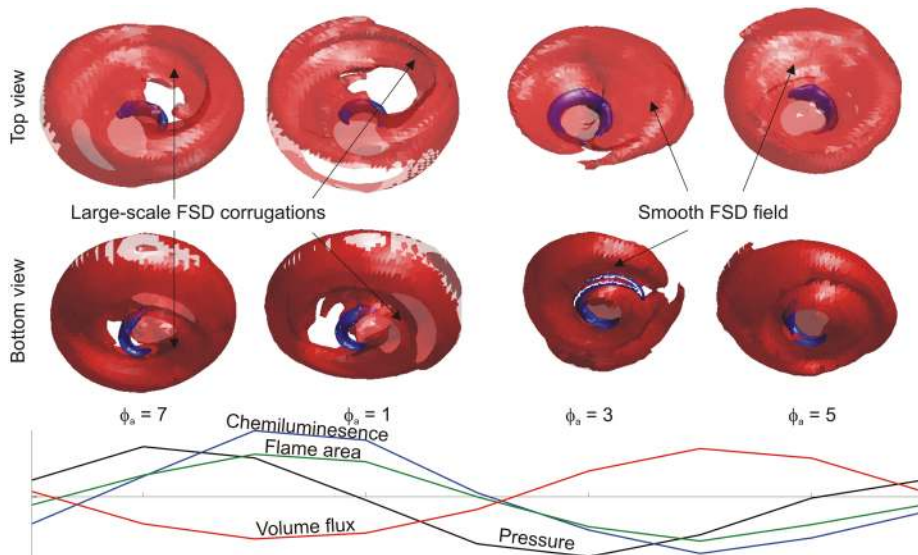 Top view
Large-scale FSD corrugations
Smooth FSD field
Bottom view
ϕa = 7
ϕa = 1
ϕa = 3
ϕa = 5
Chemiluminesence
Flame area
Volume flux
Pressure